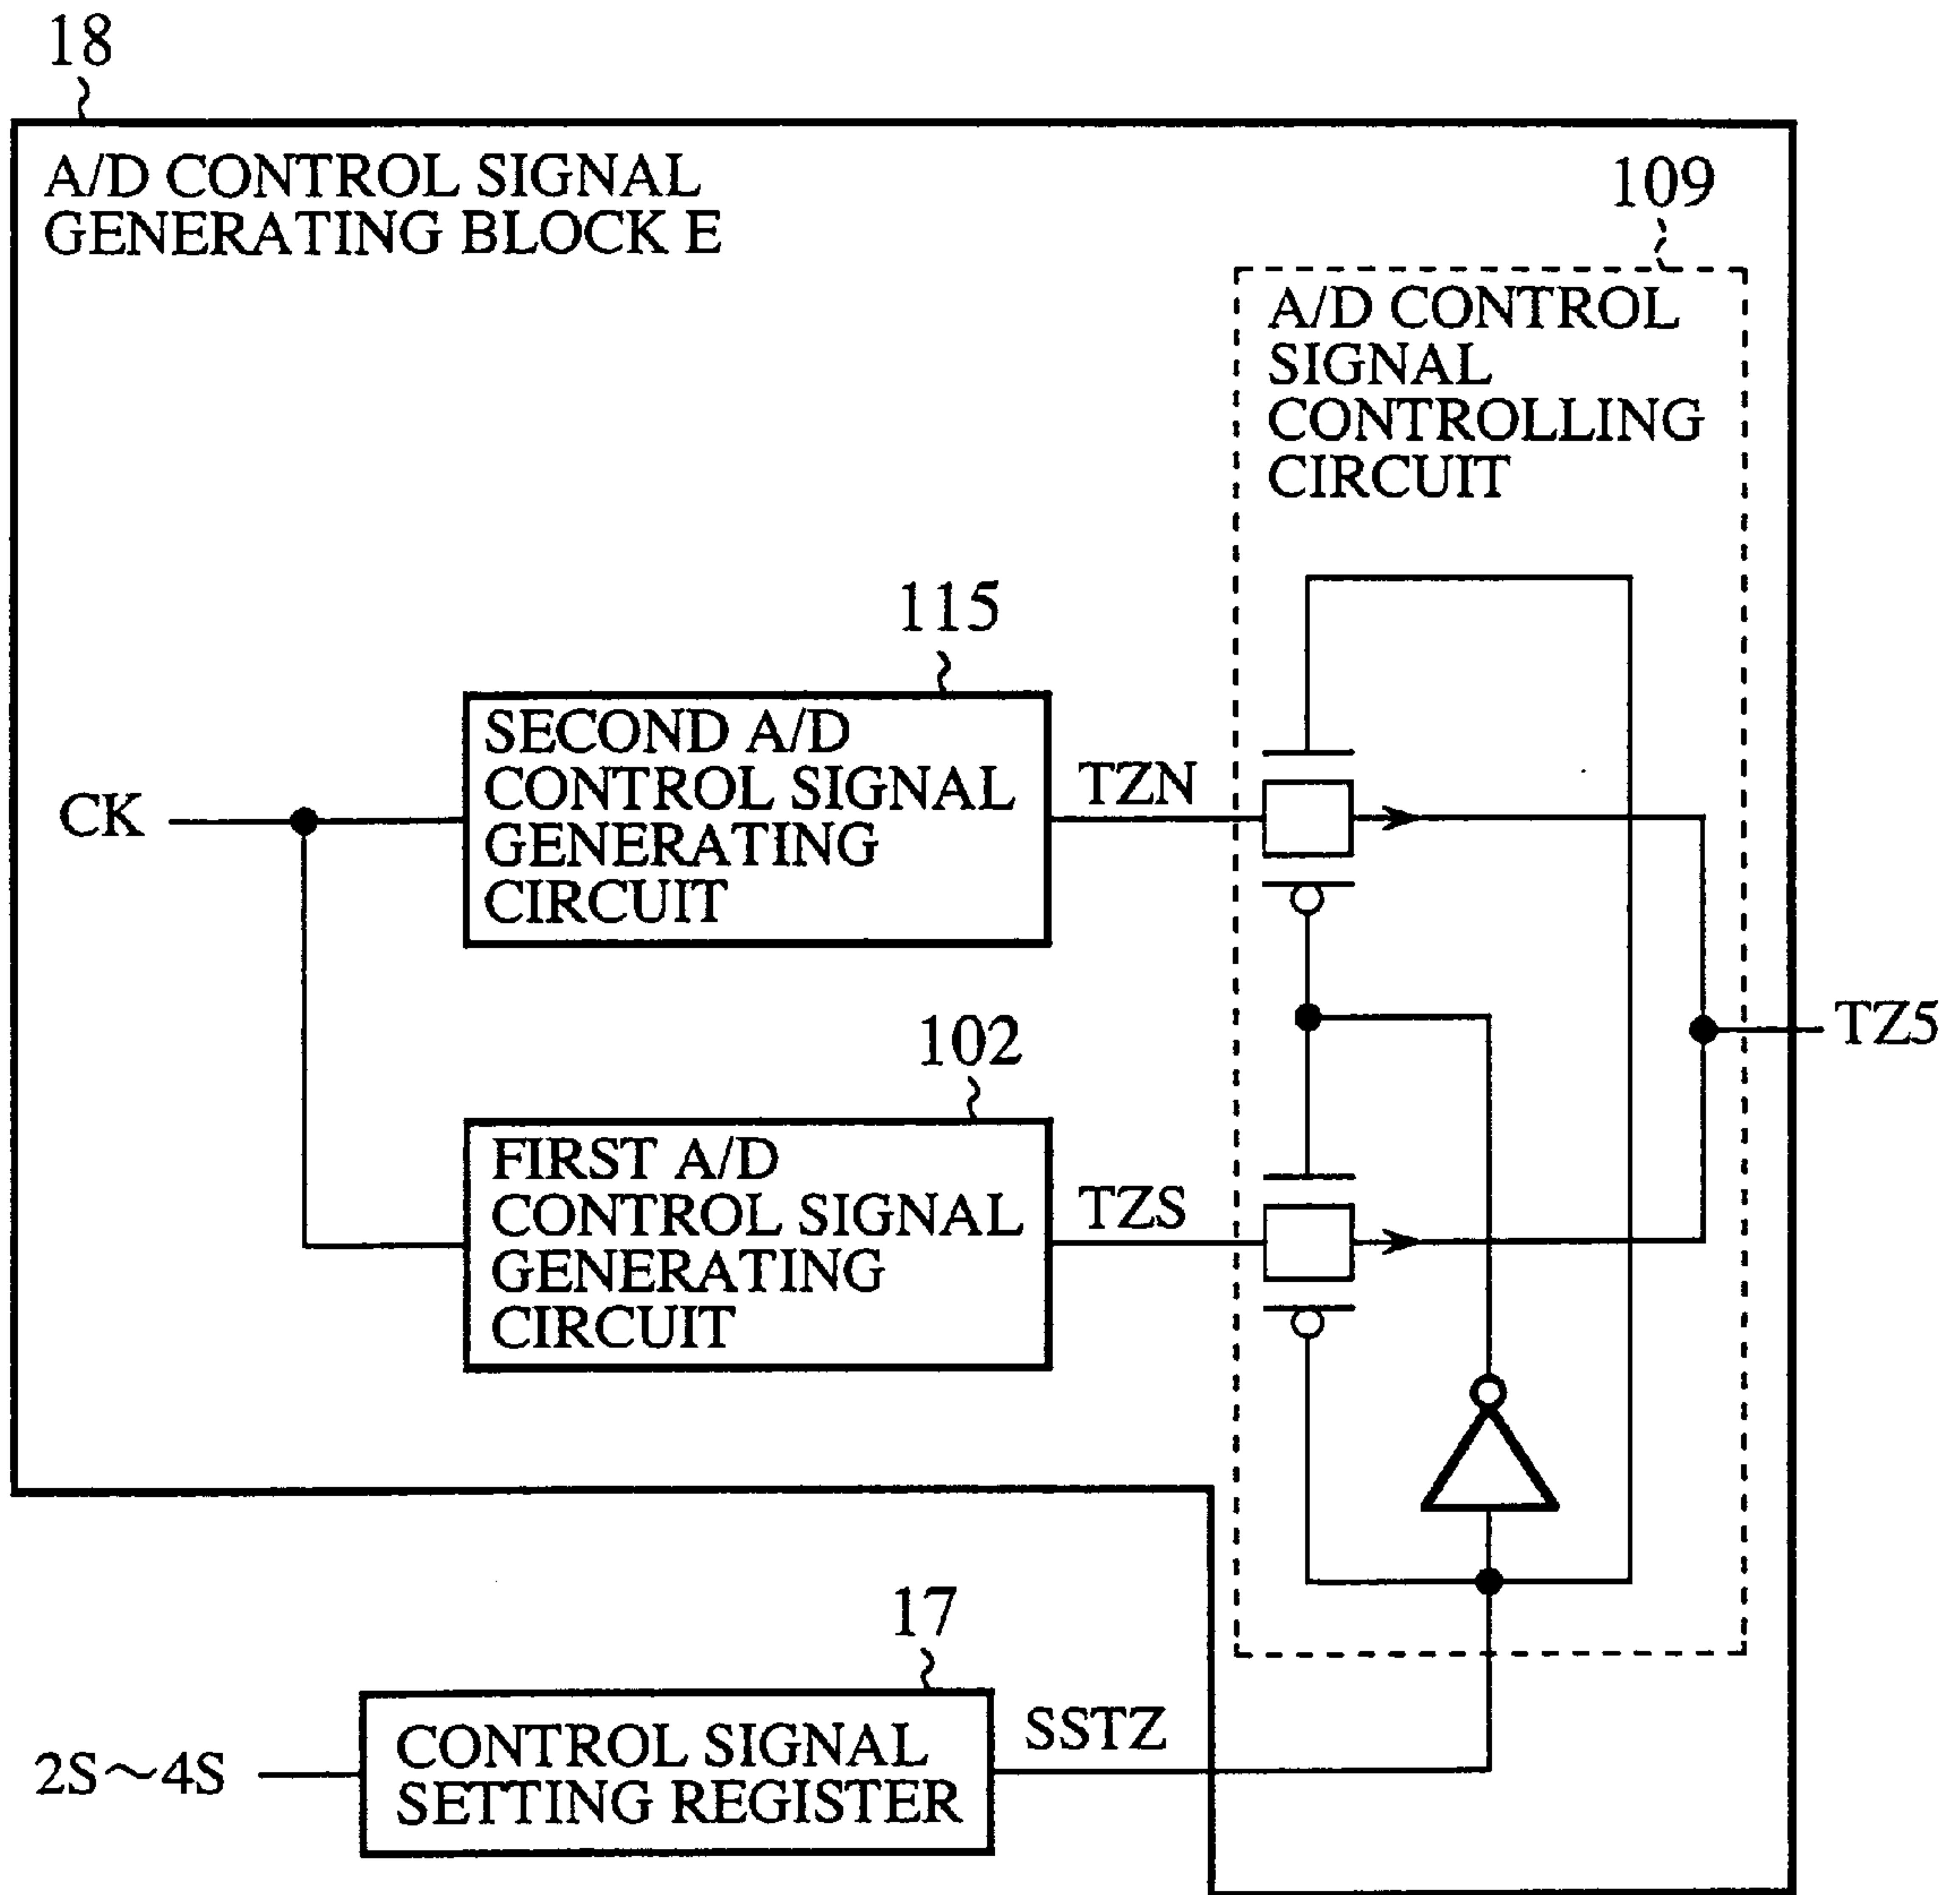 18
A/D CONTROL SIGNAL
GENERATING BLOCK E
109
A/D CONTROL
SIGNAL
CONTROLLING
CIRCUIT
115
SECOND A/D
CONTROL SIGNAL
GENERATING
CIRCUIT
TZN
CK
102
FIRST A/D
CONTROL SIGNAL
GENERATING
CIRCUIT
TZS
TZ5
17
CONTROL SIGNAL
SETTING REGISTER
SSTZ
2S～4S